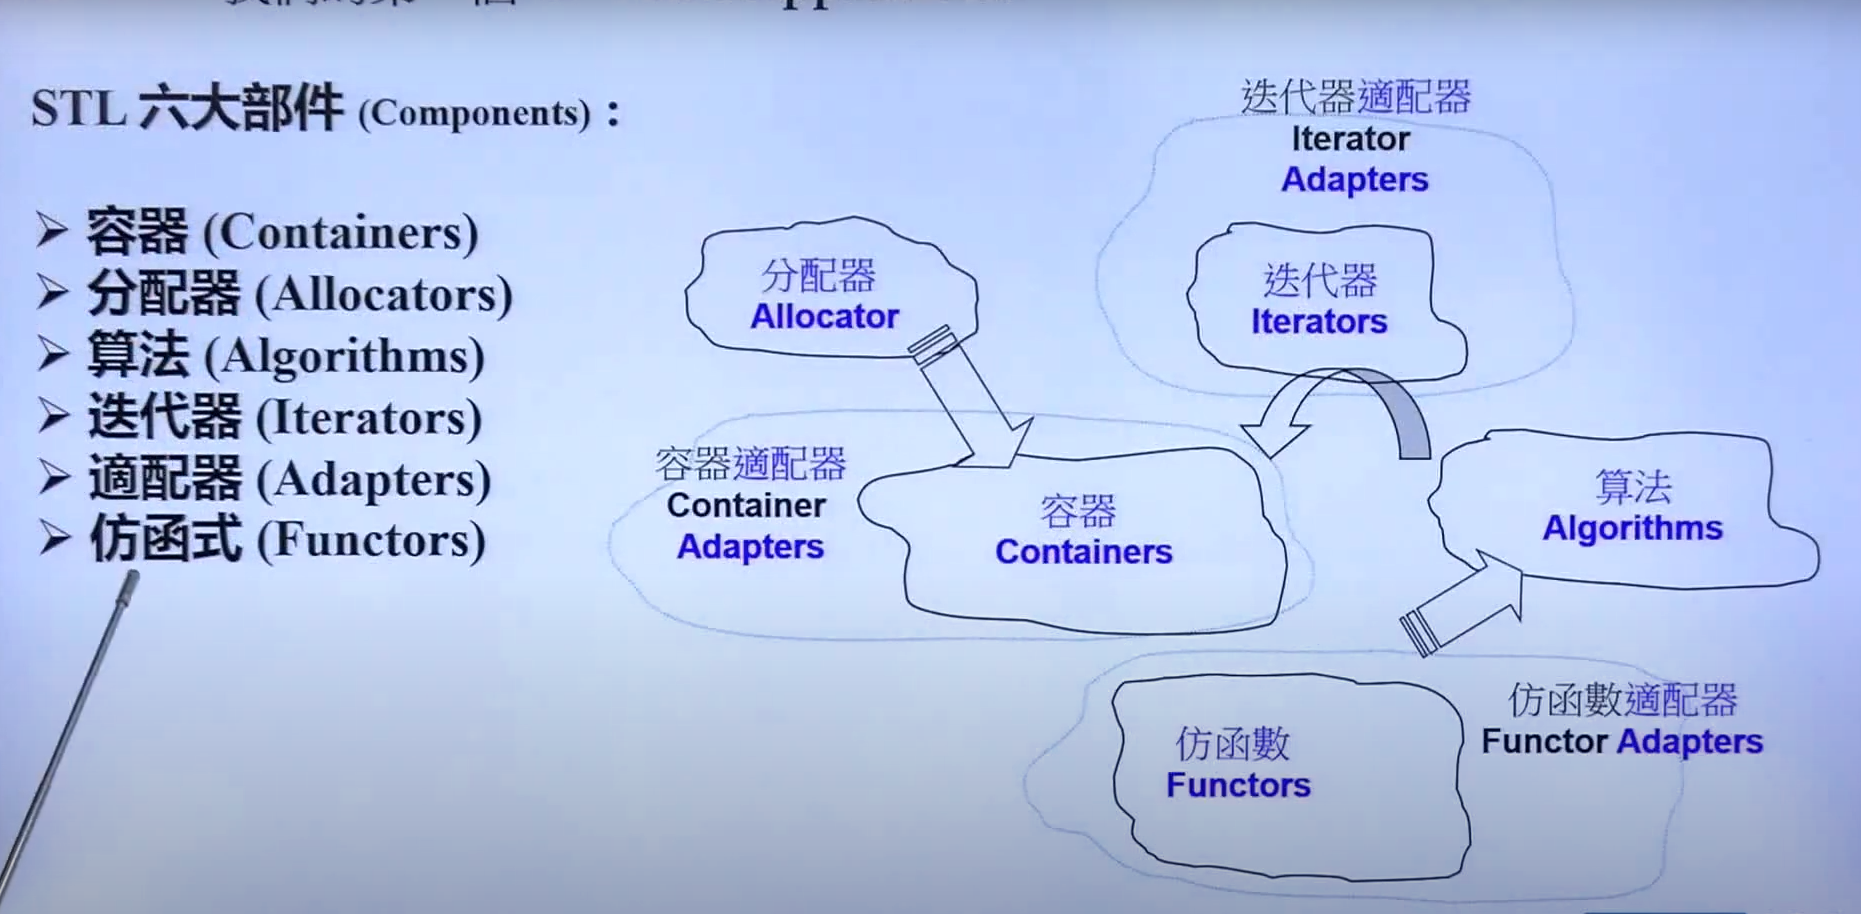 STL 六大部件 (Components)：
➢ 容器 (Containers)
➢ 分配器 (Allocators)
➢ 算法 (Algorithms)
➢ 迭代器 (Iterators)
➢ 適配器 (Adapters)
➢ 仿函式 (Functors)
迭代器適配器
Iterator
Adapters
分配器
Allocator
迭代器
Iterators
容器適配器
Container
Adapters
容器
Containers
算法
Algorithms
仿函數
Functors
仿函數適配器
Functor Adapters